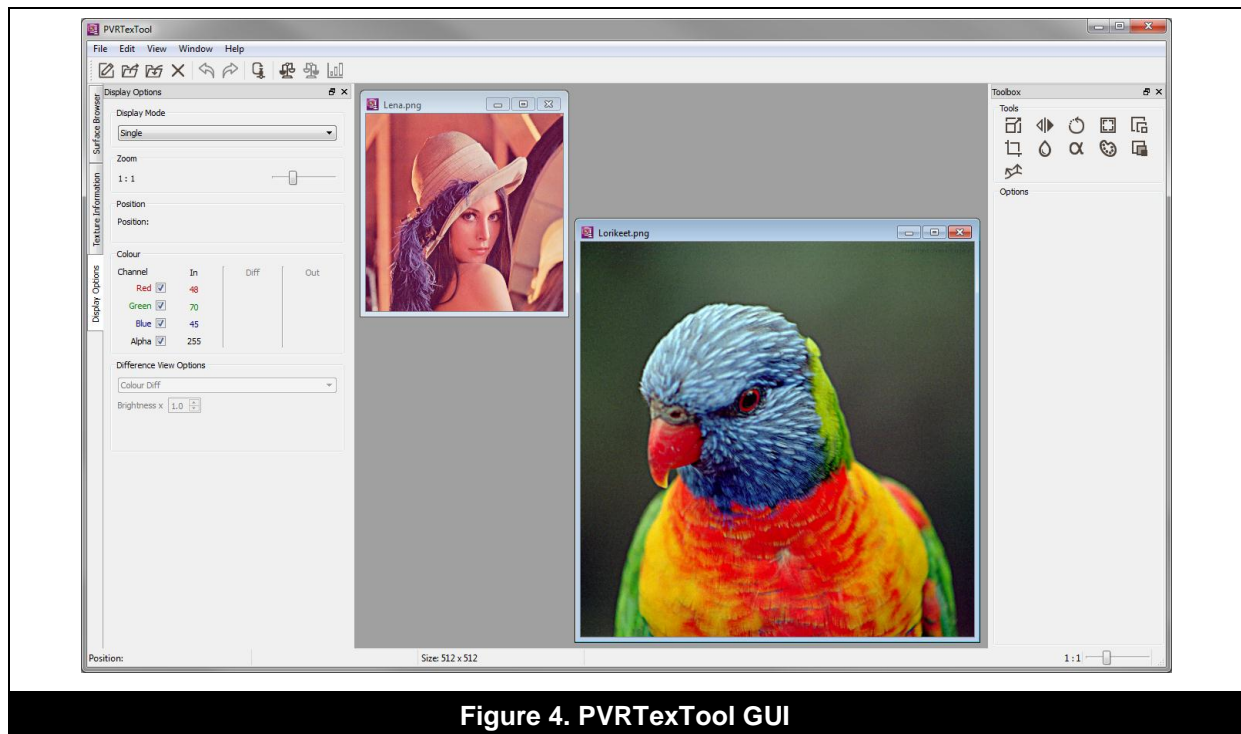 PVRTexTool
File Edit View Window Help
Display Options
Surface Browser
Texture Information
Display Options
Display Mode
Single
Zoom
1 : 1
Position
Position:
Colour
Channel In Diff Out
Red 48
Green 70
Blue 45
Alpha 255
Difference View Options
Colour Diff
Brightness x 1.0
Lena.png
Lorikeet.png
Toolbox
Tools
α
Options
Position: Size: 512 x 512 1:1
Figure 4. PVRTexTool GUI